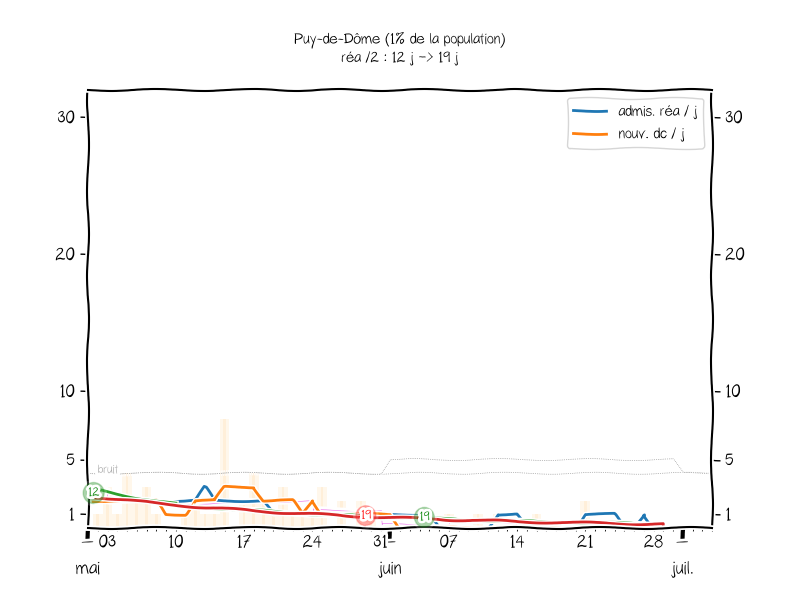 Puy-de-Dôme (1% de la population)
réa /2 : 12 j -> 19 j
admis. réa / j
nouv. dc / j
30
30
20
20
10
10
5
5
bruit
12
19
19
1
1
03 10 17 24 31 07 14 21 28
mai juin juil.